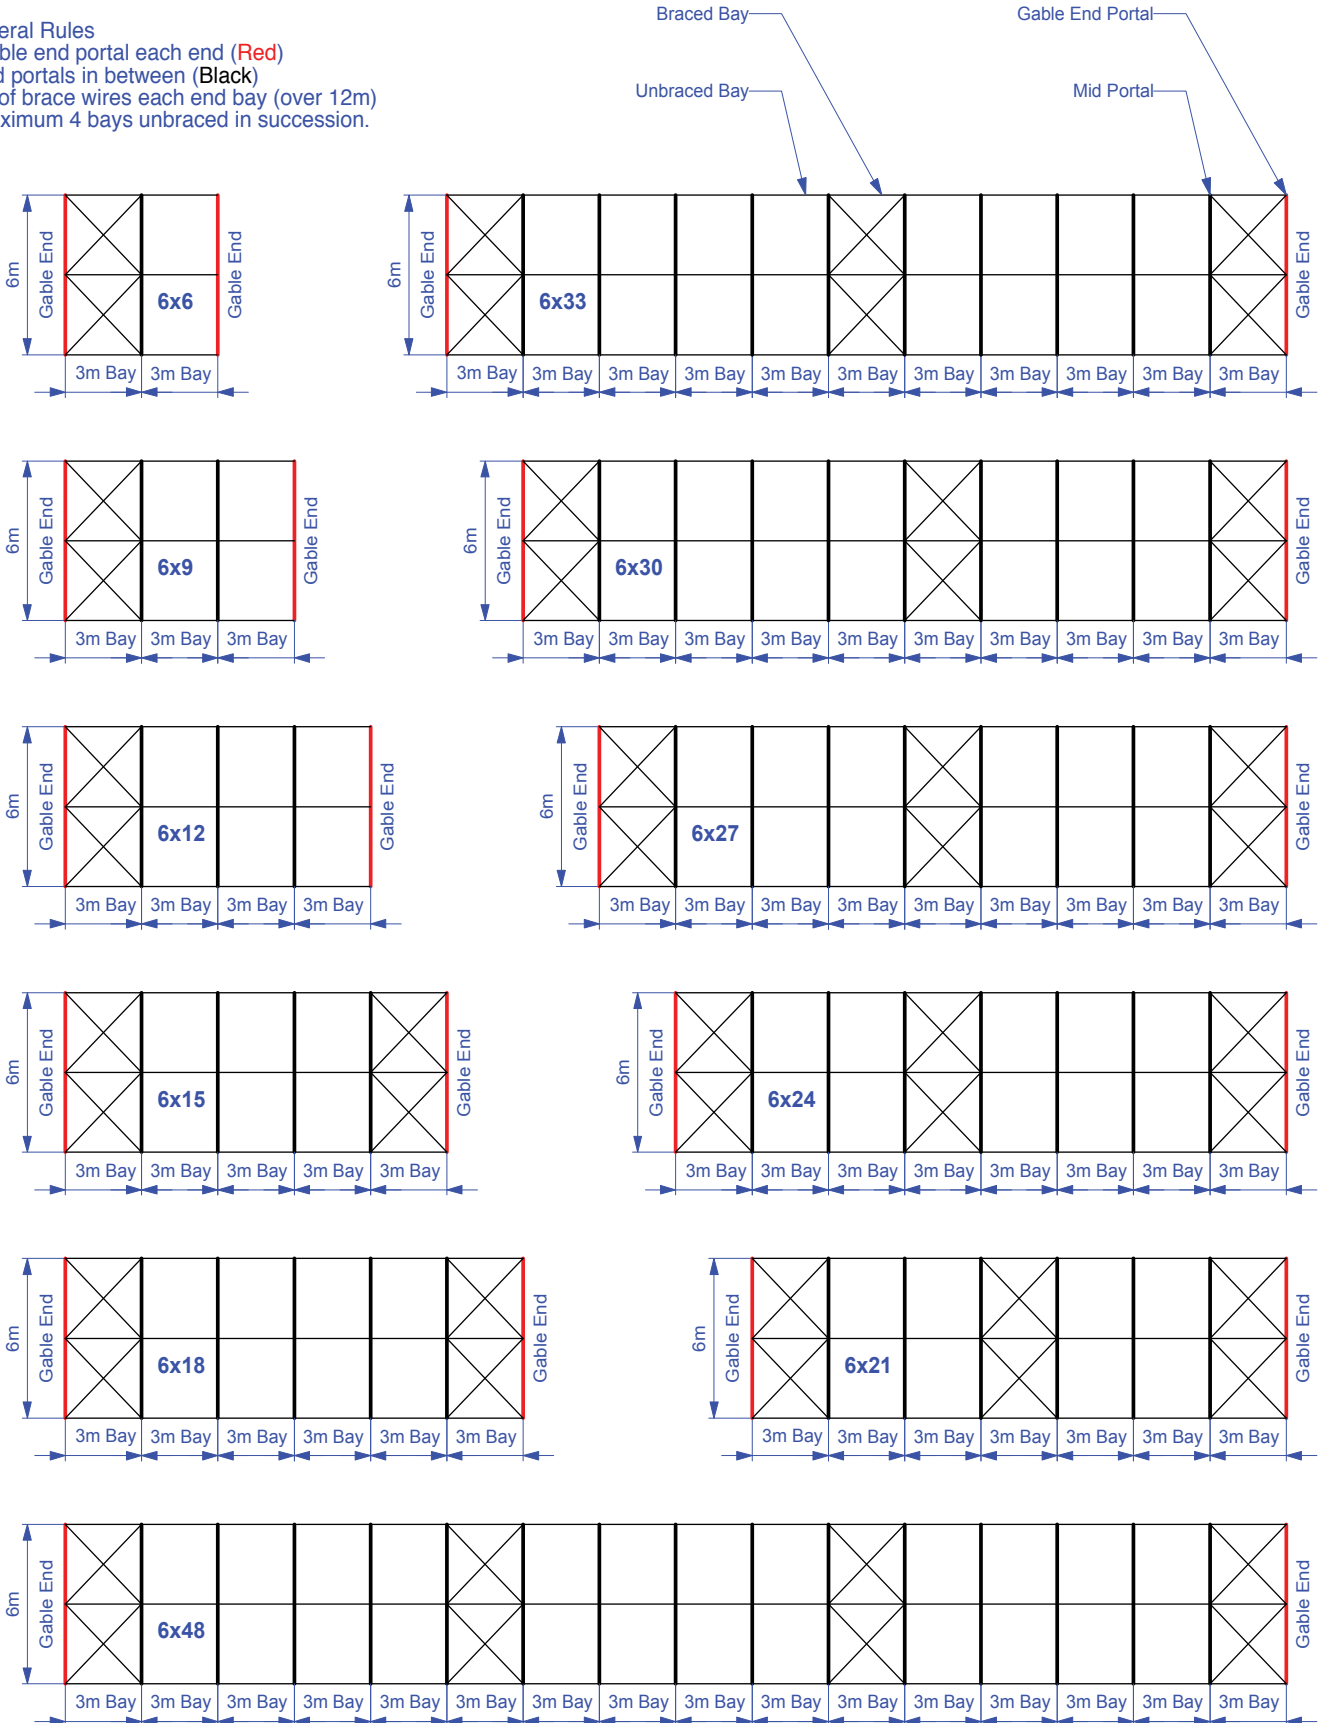 eral Rules
ble end portal each end (Red)
d portals in between (Black)
of brace wires each end bay (over 12m)
ximum 4 bays unbraced in succession.
Braced Bay
Gable End Portal
Unbraced Bay
Mid Portal
6m
Gable End
6x6
Gable End
3m Bay 3m Bay
6m
Gable End
6x33
Gable End
3m Bay 3m Bay 3m Bay 3m Bay 3m Bay 3m Bay 3m Bay 3m Bay 3m Bay 3m Bay 3m Bay
6m
Gable End
6x9
Gable End
3m Bay 3m Bay 3m Bay
6m
Gable End
6x30
Gable End
3m Bay 3m Bay 3m Bay 3m Bay 3m Bay 3m Bay 3m Bay 3m Bay 3m Bay 3m Bay
6m
Gable End
6x12
Gable End
3m Bay 3m Bay 3m Bay 3m Bay
6m
Gable End
6x27
Gable End
3m Bay 3m Bay 3m Bay 3m Bay 3m Bay 3m Bay 3m Bay 3m Bay 3m Bay
6m
Gable End
6x15
Gable End
3m Bay 3m Bay 3m Bay 3m Bay 3m Bay
6m
Gable End
6x24
Gable End
3m Bay 3m Bay 3m Bay 3m Bay 3m Bay 3m Bay 3m Bay 3m Bay
6m
Gable End
6x18
Gable End
3m Bay 3m Bay 3m Bay 3m Bay 3m Bay 3m Bay
6m
Gable End
6x21
Gable End
3m Bay 3m Bay 3m Bay 3m Bay 3m Bay 3m Bay 3m Bay
6m
Gable End
6x48
Gable End
3m Bay 3m Bay 3m Bay 3m Bay 3m Bay 3m Bay 3m Bay 3m Bay 3m Bay 3m Bay 3m Bay 3m Bay 3m Bay 3m Bay 3m Bay 3m Bay